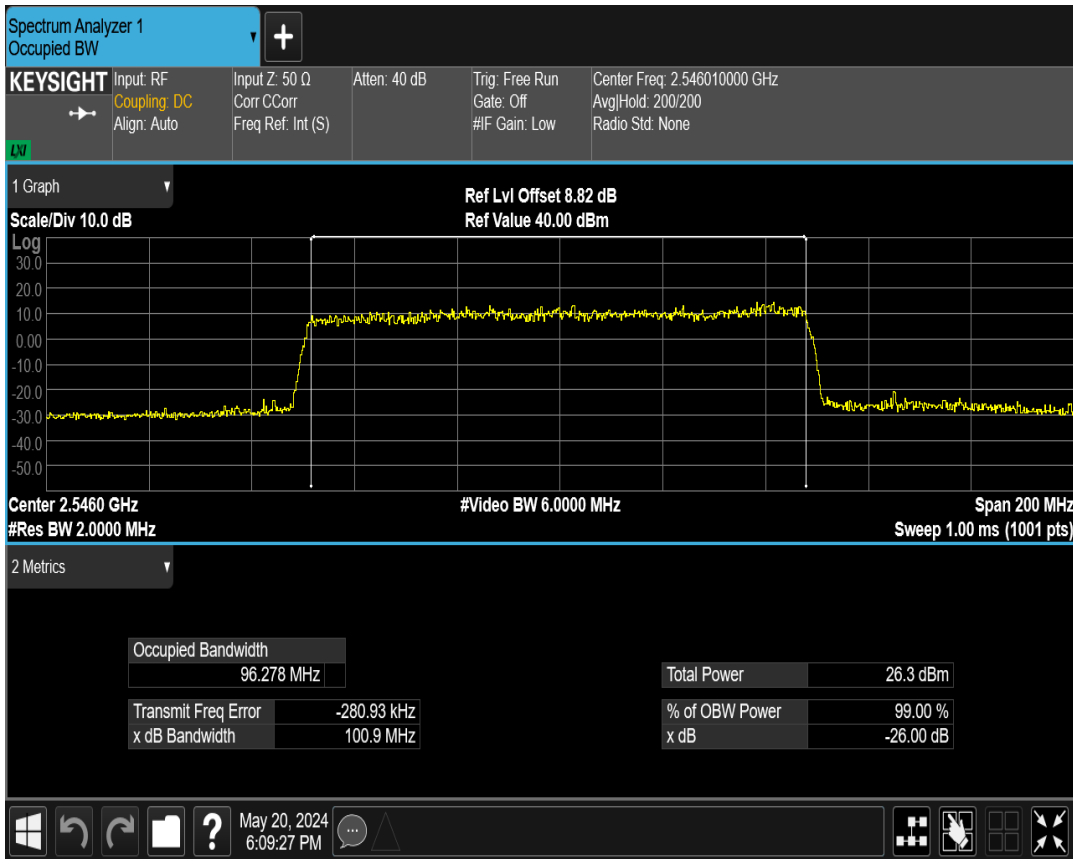 Spectrum Analyzer 1
Occupied BW
+
KEYSIGHT
LXI
Input: RF
Coupling: DC
Align: Auto
Input Z: 50 Ω
Corr CCorr
Freq Ref: Int (S)
Atten: 40 dB
Trig: Free Run
Gate: Off
#IF Gain: Low
Center Freq: 2.546010000 GHz
Avg|Hold: 200/200
Radio Std: None
1 Graph
Scale/Div 10.0 dB
Ref Lvl Offset 8.82 dB
Ref Value 40.00 dBm
Log
30.0
20.0
10.0
0.00
-10.0
-20.0
-30.0
-40.0
-50.0
Center 2.5460 GHz
#Video BW 6.0000 MHz
Span 200 MHz
#Res BW 2.0000 MHz
Sweep 1.00 ms (1001 pts)
2 Metrics
Occupied Bandwidth
96.278 MHz
Total Power 26.3 dBm
Transmit Freq Error -280.93 kHz
% of OBW Power 99.00 %
x dB Bandwidth 100.9 MHz
x dB -26.00 dB
?
May 20, 2024
6:09:27 PM